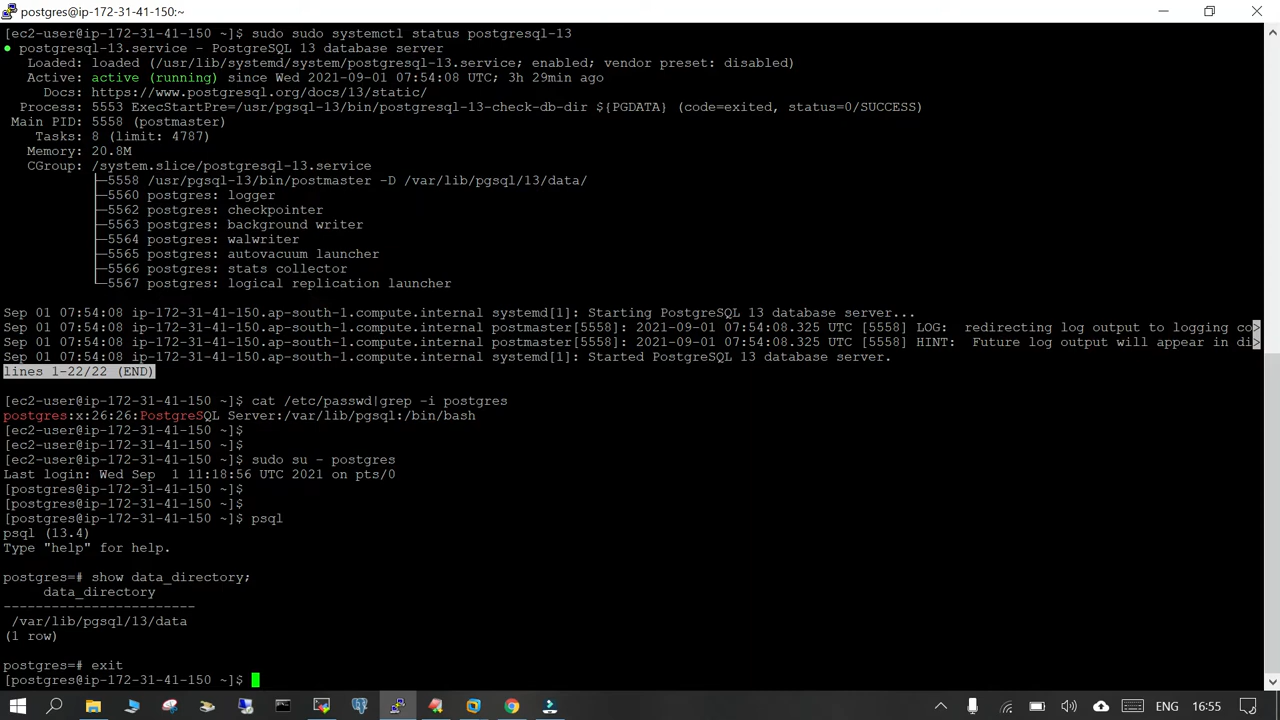 postgres@ip-172-31-41-150:~
[ec2-user@ip-172-31-41-150 ~]$ sudo sudo systemctl status postgresql-13
● postgresql-13.service - PostgreSQL 13 database server
Loaded: loaded (/usr/lib/systemd/system/postgresql-13.service; enabled; vendor preset: disabled)
Active: active (running) since Wed 2021-09-01 07:54:08 UTC; 3h 29min ago
Docs: https://www.postgresql.org/docs/13/static/
Process: 5553 ExecStartPre=/usr/pgsql-13/bin/postgresql-13-check-db-dir ${PGDATA} (code=exited, status=0/SUCCESS)
Main PID: 5558 (postmaster)
Tasks: 8 (limit: 4787)
Memory: 20.8M
CGroup: /system.slice/postgresql-13.service
├─5558 /usr/pgsql-13/bin/postmaster -D /var/lib/pgsql/13/data/
├─5560 postgres: logger
├─5562 postgres: checkpointer
├─5563 postgres: background writer
├─5564 postgres: walwriter
├─5565 postgres: autovacuum launcher
├─5566 postgres: stats collector
└─5567 postgres: logical replication launcher
Sep 01 07:54:08 ip-172-31-41-150.ap-south-1.compute.internal systemd[1]: Starting PostgreSQL 13 database server...
Sep 01 07:54:08 ip-172-31-41-150.ap-south-1.compute.internal postmaster[5558]: 2021-09-01 07:54:08.325 UTC [5558] LOG:  redirecting log output to logging co>
Sep 01 07:54:08 ip-172-31-41-150.ap-south-1.compute.internal postmaster[5558]: 2021-09-01 07:54:08.325 UTC [5558] HINT:  Future log output will appear in di>
Sep 01 07:54:08 ip-172-31-41-150.ap-south-1.compute.internal systemd[1]: Started PostgreSQL 13 database server.
lines 1-22/22 (END)
[ec2-user@ip-172-31-41-150 ~]$ cat /etc/passwd|grep -i postgres
postgres:x:26:26:PostgreSQL Server:/var/lib/pgsql:/bin/bash
[ec2-user@ip-172-31-41-150 ~]$
[ec2-user@ip-172-31-41-150 ~]$
[ec2-user@ip-172-31-41-150 ~]$ sudo su - postgres
Last login: Wed Sep  1 11:18:56 UTC 2021 on pts/0
[postgres@ip-172-31-41-150 ~]$
[postgres@ip-172-31-41-150 ~]$
[postgres@ip-172-31-41-150 ~]$ psql
psql (13.4)
Type "help" for help.
postgres=# show data_directory;
data_directory
------------------------
/var/lib/pgsql/13/data
(1 row)
postgres=# exit
[postgres@ip-172-31-41-150 ~]$
ENG 16:55